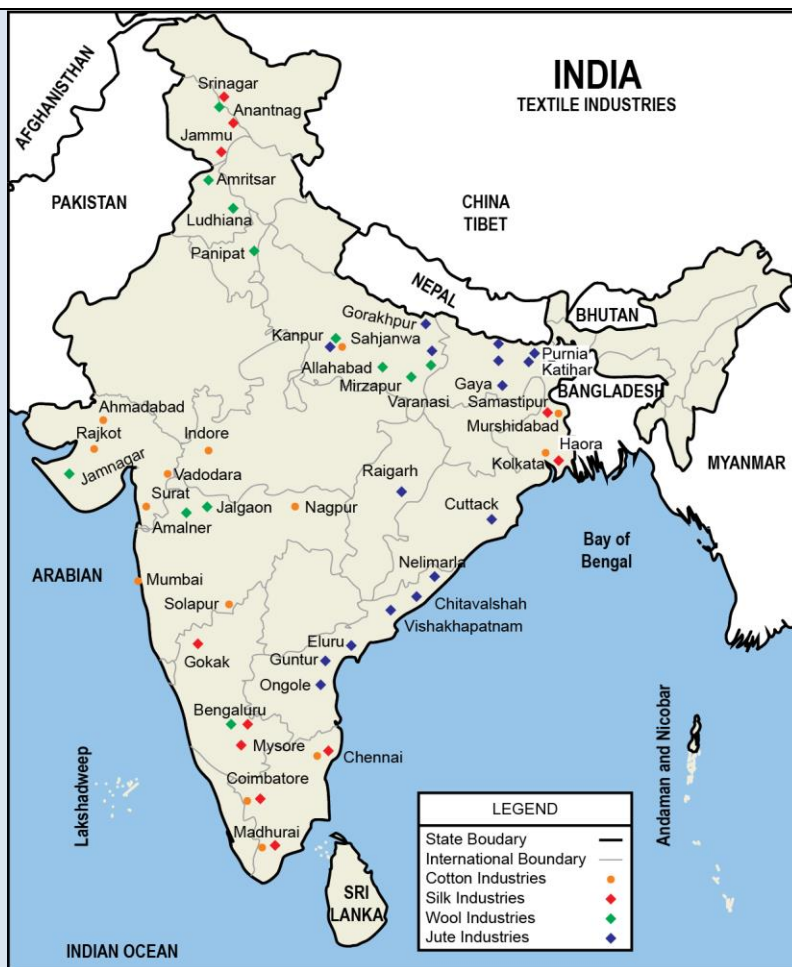 INDIA
TEXTILE INDUSTRIES
AFGHANISTHAN
PAKISTAN
CHINA
TIBET
NEPAL
BHUTAN
BANGLADESH
MYANMAR
Srinagar
Anantnag
Jammu
Amritsar
Ludhiana
Panipat
Gorakhpur
Kanpur
Sahjanwa
Allahabad
Mirzapur
Varanasi
Purnia
Katihar
Gaya
Samastipur
Murshidabad
Haora
Kolkata
Ahmadabad
Rajkot
Jamnagar
Indore
Vadodara
Surat
Amalner
Jalgaon
Nagpur
Raigarh
Cuttack
Bay of
Bengal
ARABIAN
Mumbai
Solapur
Nelimarla
Chitavalshah
Vishakhapatnam
Gokak
Eluru
Guntur
Ongole
Bengaluru
Mysore
Chennai
Coimbatore
Madhurai
Lakshadweep
Andaman and Nicobar
SRI
LANKA
INDIAN OCEAN
LEGEND
State Boudary
International Boundary
Cotton Industries
Silk Industries
Wool Industries
Jute Industries